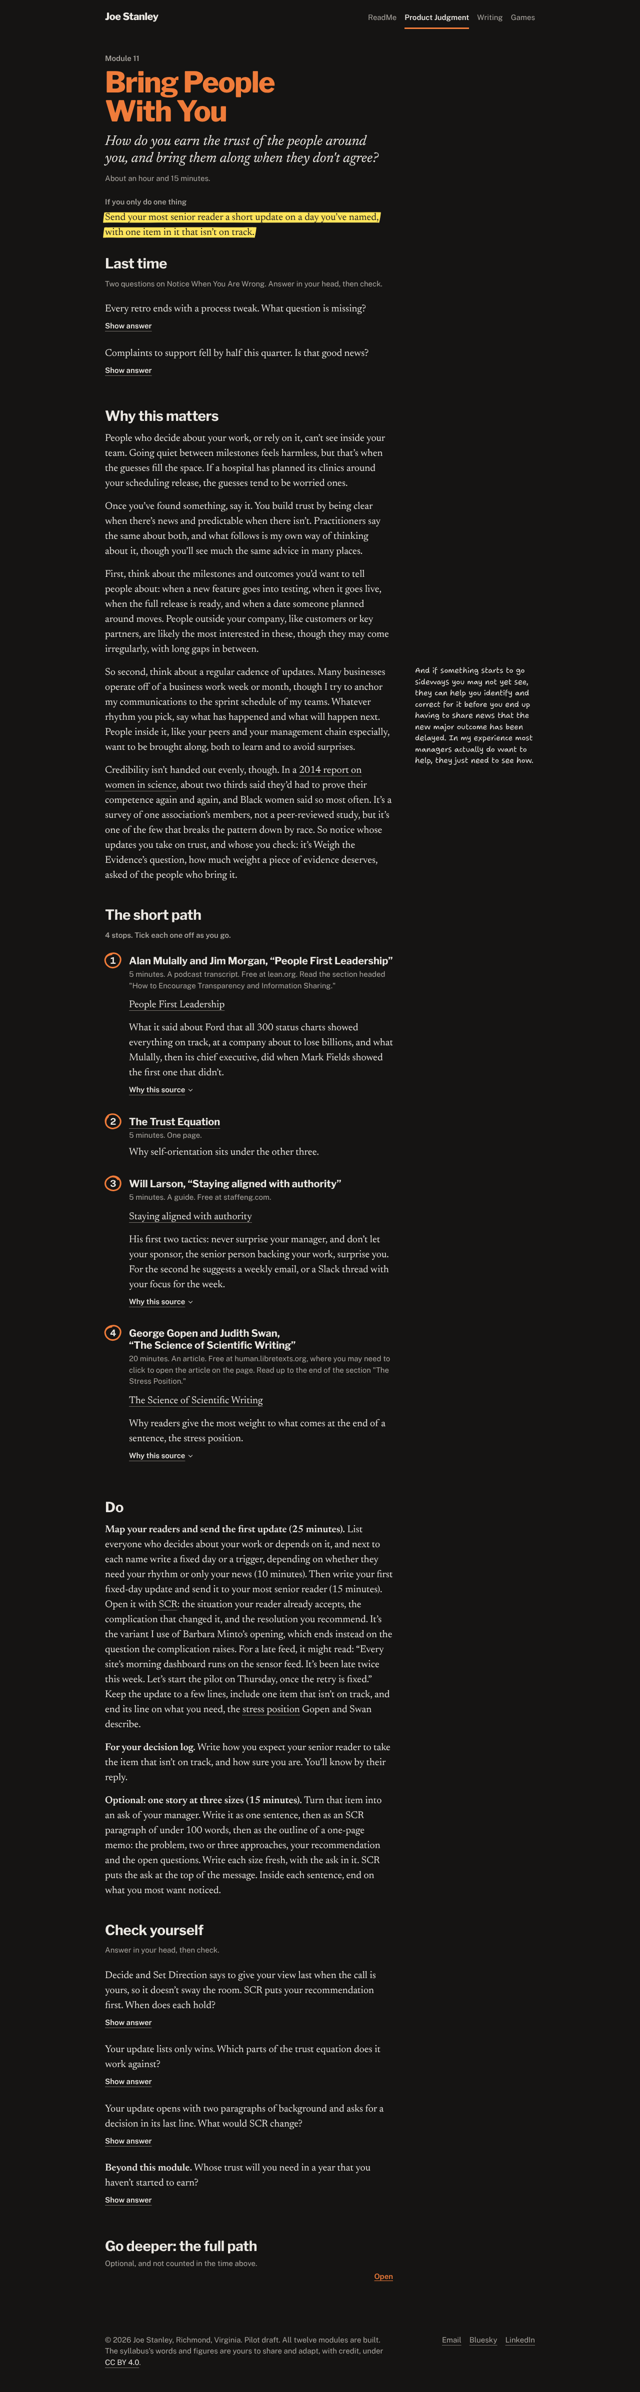 Joe Stanley
ReadMe Product Judgment Writing Games
Module 11
Bring People
With You
How do you earn the trust of the people around
you, and bring them along when they don't agree?
About an hour and 15 minutes.
If you only do one thing
Send your most senior reader a short update on a day you've named,
with one item in it that isn't on track.
Last time
Two questions on Notice When You Are Wrong. Answer in your head, then check.
Every retro ends with a process tweak. What question is missing?
Show answer
Complaints to support fell by half this quarter. Is that good news?
Show answer
Why this matters
People who decide about your work, or rely on it, can't see inside your
team. Going quiet between milestones feels harmless, but that's when
the guesses fill the space. If a hospital has planned its clinics around
your scheduling release, the guesses tend to be worried ones.
Once you've found something, say it. You build trust by being clear
when there's news and predictable when there isn't. Practitioners say
the same about both, and what follows is my own way of thinking
about it, though you'll see much the same advice in many places.
First, think about the milestones and outcomes you'd want to tell
people about: when a new feature goes into testing, when it goes live,
when the full release is ready, and when a date someone planned
around moves. People outside your company, like customers or key
partners, are likely the most interested in these, though they may come
irregularly, with long gaps in between.
So second, think about a regular cadence of updates. Many businesses
operate off of a business work week or month, though I try to anchor
my communications to the sprint schedule of my teams. Whatever
rhythm you pick, say what has happened and what will happen next.
People inside it, like your peers and your management chain especially,
want to be brought along, both to learn and to avoid surprises.
And if something starts to go
sideways you may not yet see,
they can help you identify and
correct for it before you end up
having to share news that the
new major outcome has been
delayed. In my experience most
managers actually do want to
help, they just need to see how.
Credibility isn't handed out evenly, though. In a 2014 report on
women in science, about two thirds said they'd had to prove their
competence again and again, and Black women said so most often. It's a
survey of one association's members, not a peer-reviewed study, but it's
one of the few that breaks the pattern down by race. So notice whose
updates you take on trust, and whose you check: it's Weigh the
Evidence's question, how much weight a piece of evidence deserves,
asked of the people who bring it.
The short path
4 stops. Tick each one off as you go.
1
Alan Mulally and Jim Morgan, “People First Leadership”
5 minutes. A podcast transcript. Free at lean.org. Read the section headed
"How to Encourage Transparency and Information Sharing."
People First Leadership
What it said about Ford that all 300 status charts showed
everything on track, at a company about to lose billions, and what
Mulally, then its chief executive, did when Mark Fields showed
the first one that didn't.
Why this source
2
The Trust Equation
5 minutes. One page.
Why self-orientation sits under the other three.
3
Will Larson, “Staying aligned with authority”
5 minutes. A guide. Free at staffeng.com.
Staying aligned with authority
His first two tactics: never surprise your manager, and don't let
your sponsor, the senior person backing your work, surprise you.
For the second he suggests a weekly email, or a Slack thread with
your focus for the week.
Why this source
4
George Gopen and Judith Swan,
“The Science of Scientific Writing”
20 minutes. An article. Free at human.libretexts.org, where you may need to
click to open the article on the page. Read up to the end of the section "The
Stress Position."
The Science of Scientific Writing
Why readers give the most weight to what comes at the end of a
sentence, the stress position.
Why this source
Do
Map your readers and send the first update (25 minutes). List
everyone who decides about your work or depends on it, and next to
each name write a fixed day or a trigger, depending on whether they
need your rhythm or only your news (10 minutes). Then write your first
fixed-day update and send it to your most senior reader (15 minutes).
Open it with SCR: the situation your reader already accepts, the
complication that changed it, and the resolution you recommend. It's
the variant I use of Barbara Minto's opening, which ends instead on the
question the complication raises. For a late feed, it might read: “Every
site's morning dashboard runs on the sensor feed. It's been late twice
this week. Let's start the pilot on Thursday, once the retry is fixed.”
Keep the update to a few lines, include one item that isn't on track, and
end its line on what you need, the stress position Gopen and Swan
describe.
For your decision log. Write how you expect your senior reader to take
the item that isn't on track, and how sure you are. You'll know by their
reply.
Optional: one story at three sizes (15 minutes). Turn that item into
an ask of your manager. Write it as one sentence, then as an SCR
paragraph of under 100 words, then as the outline of a one-page
memo: the problem, two or three approaches, your recommendation
and the open questions. Write each size fresh, with the ask in it. SCR
puts the ask at the top of the message. Inside each sentence, end on
what you most want noticed.
Check yourself
Answer in your head, then check.
Decide and Set Direction says to give your view last when the call is
yours, so it doesn't sway the room. SCR puts your recommendation
first. When does each hold?
Show answer
Your update lists only wins. Which parts of the trust equation does it
work against?
Show answer
Your update opens with two paragraphs of background and asks for a
decision in its last line. What would SCR change?
Show answer
Beyond this module. Whose trust will you need in a year that you
haven't started to earn?
Show answer
Go deeper: the full path
Optional, and not counted in the time above.
Open
© 2026 Joe Stanley, Richmond, Virginia. Pilot draft. All twelve modules are built.
The syllabus's words and figures are yours to share and adapt, with credit, under
CC BY 4.0.
Email Bluesky LinkedIn